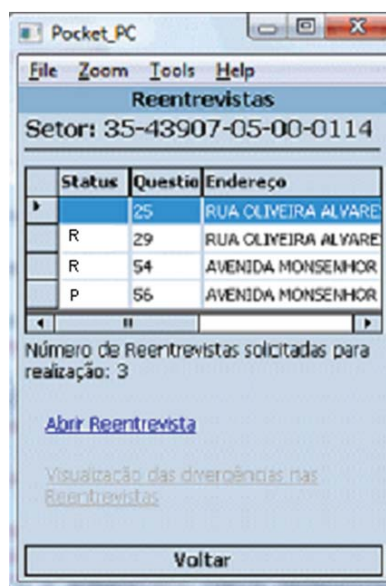 Pocket_PC
File Zoom Tools Help
Reentrevistas
Setor: 35-43907-05-00-0114
Status Questio Endereço
25 RUA OLIVEIRA ALVARE
R 29 RUA OLIVEIRA ALVARE
R 54 AVENIDA MONSENHOR
P 56 AVENIDA MONSENHOR
Número de Reentrevistas solicitadas para
realização: 3
Abrir Reentrevista
Visualização das divergências nas
Reentrevistas
Voltar